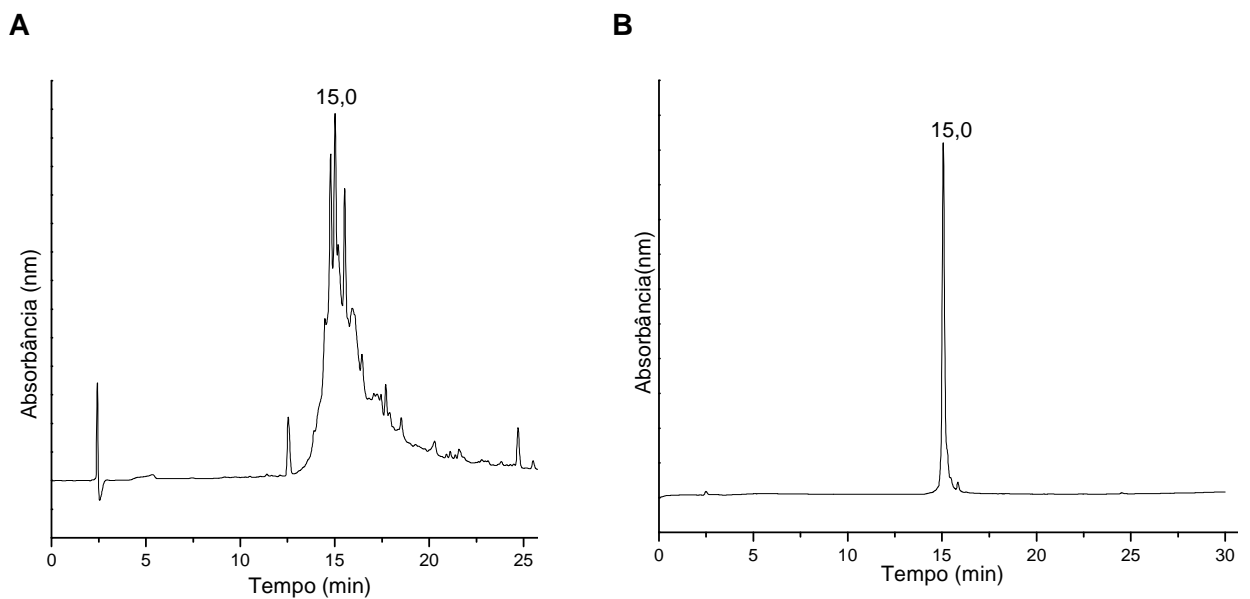 A
15,0
Absorbância (nm)
0 5 10 15 20 25
Tempo (min)
B
15,0
Absorbância(nm)
0 5 10 15 20 25 30
Tempo (min)